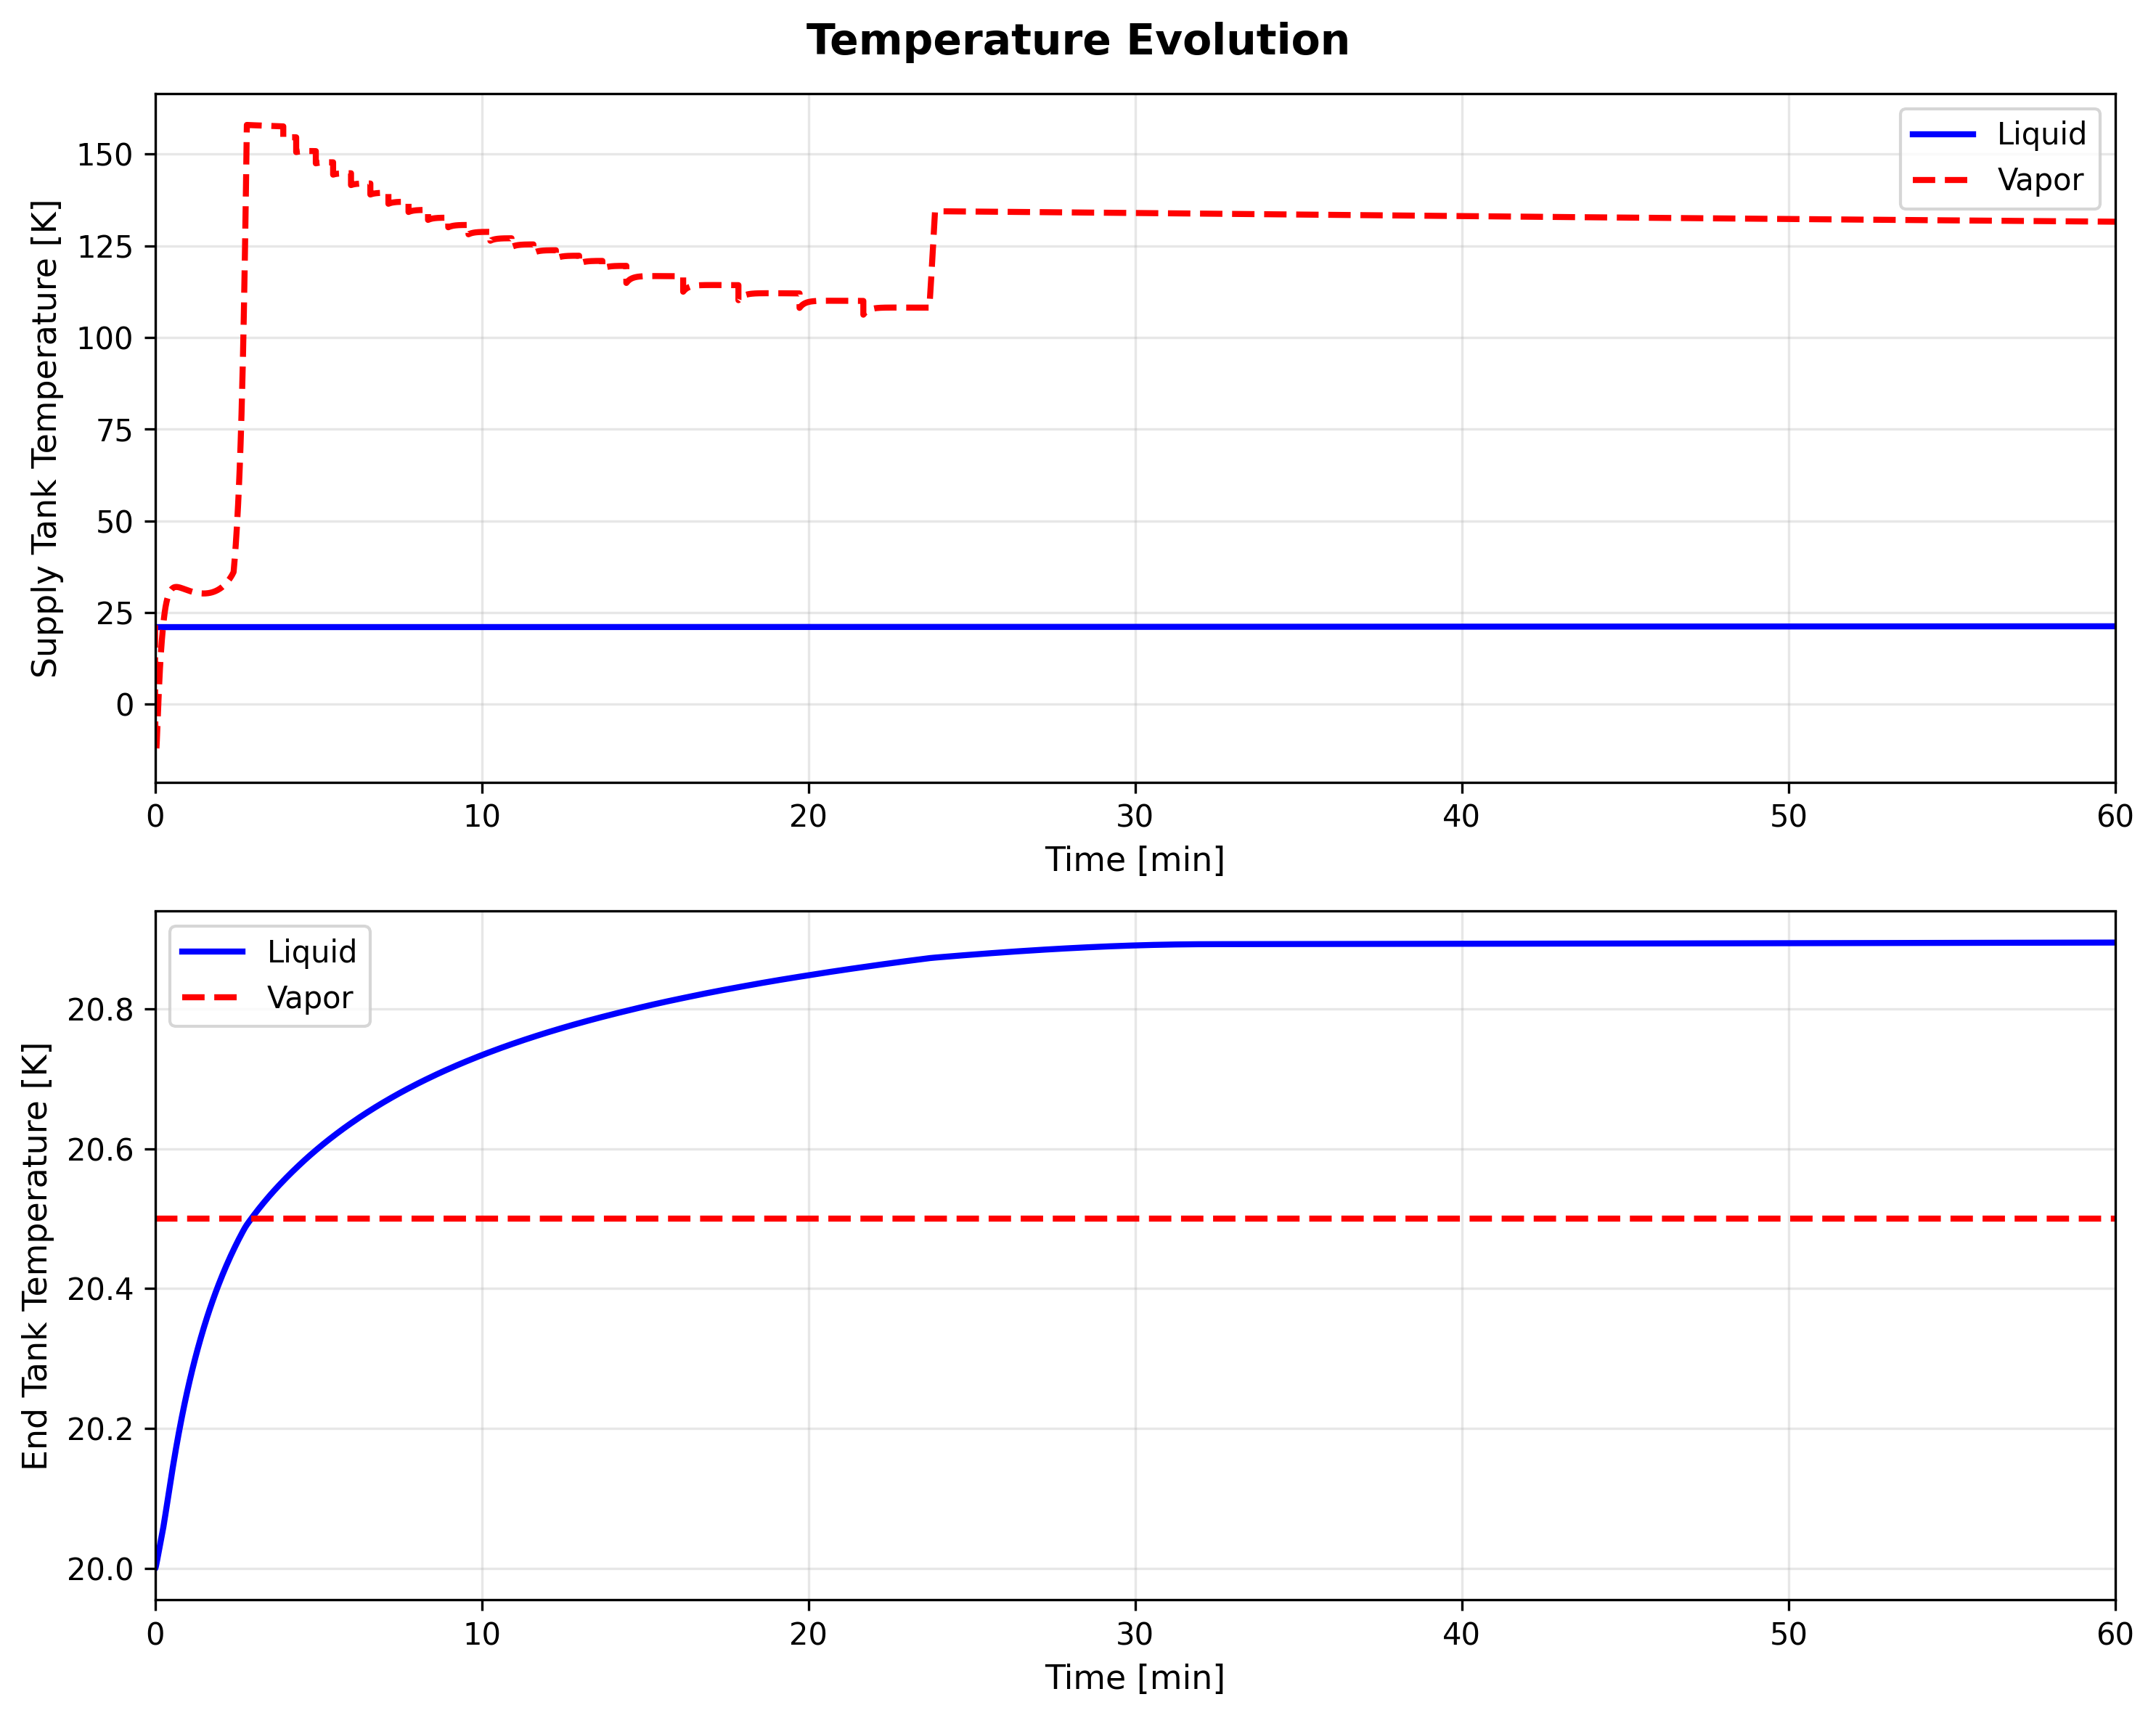 Temperature Evolution
Supply Tank Temperature [K]
150
125
100
75
50
25
0
Liquid
Vapor
0 10 20 30 40 50 60
Time [min]
End Tank Temperature [K]
20.8
20.6
20.4
20.2
20.0
Liquid
Vapor
0 10 20 30 40 50 60
Time [min]